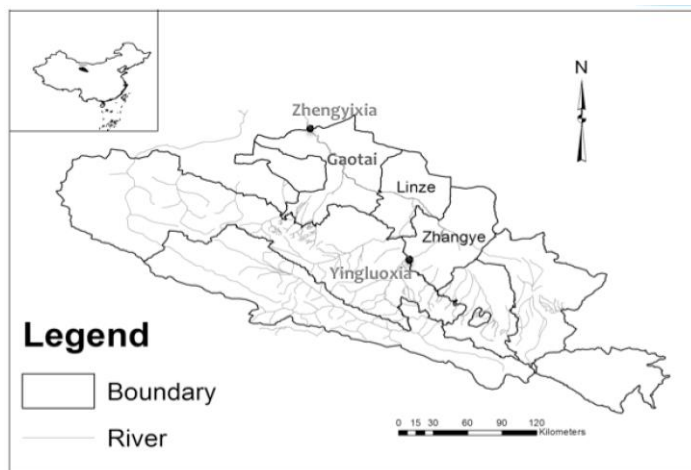 N
Zhengyixia
Gaotai
Linze
Zhangye
Yingluoxia
Legend
Boundary
River
0 15 30 60 90 120
Kilometers